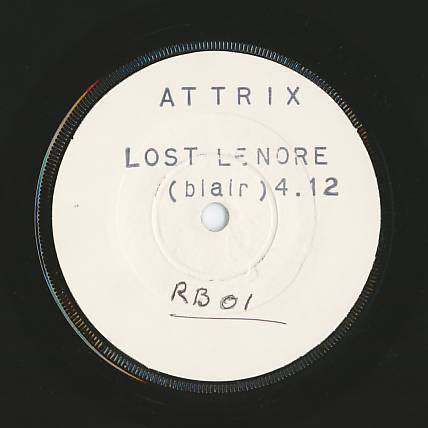 ATTRIX
LOST LENORE
(blair)4.12
RB01